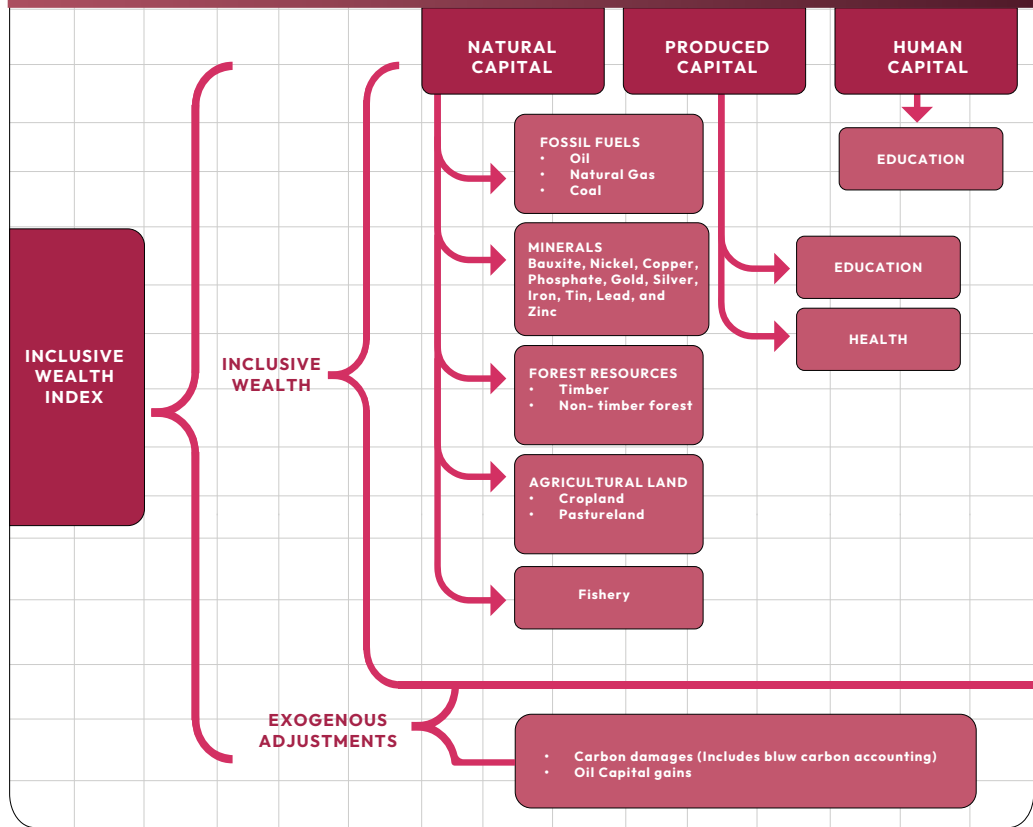 NATURAL
CAPITAL
PRODUCED
CAPITAL
HUMAN
CAPITAL
FOSSIL FUELS
• Oil
• Natural Gas
• Coal
EDUCATION
MINERALS
Bauxite, Nickel, Copper,
Phosphate, Gold, Silver,
Iron, Tin, Lead, and
Zinc
EDUCATION
HEALTH
INCLUSIVE
WEALTH
INDEX
INCLUSIVE
WEALTH
FOREST RESOURCES
• Timber
• Non- timber forest
AGRICULTURAL LAND
• Cropland
• Pastureland
Fishery
EXOGENOUS
ADJUSTMENTS
• Carbon damages (Includes bluw carbon accounting)
• Oil Capital gains